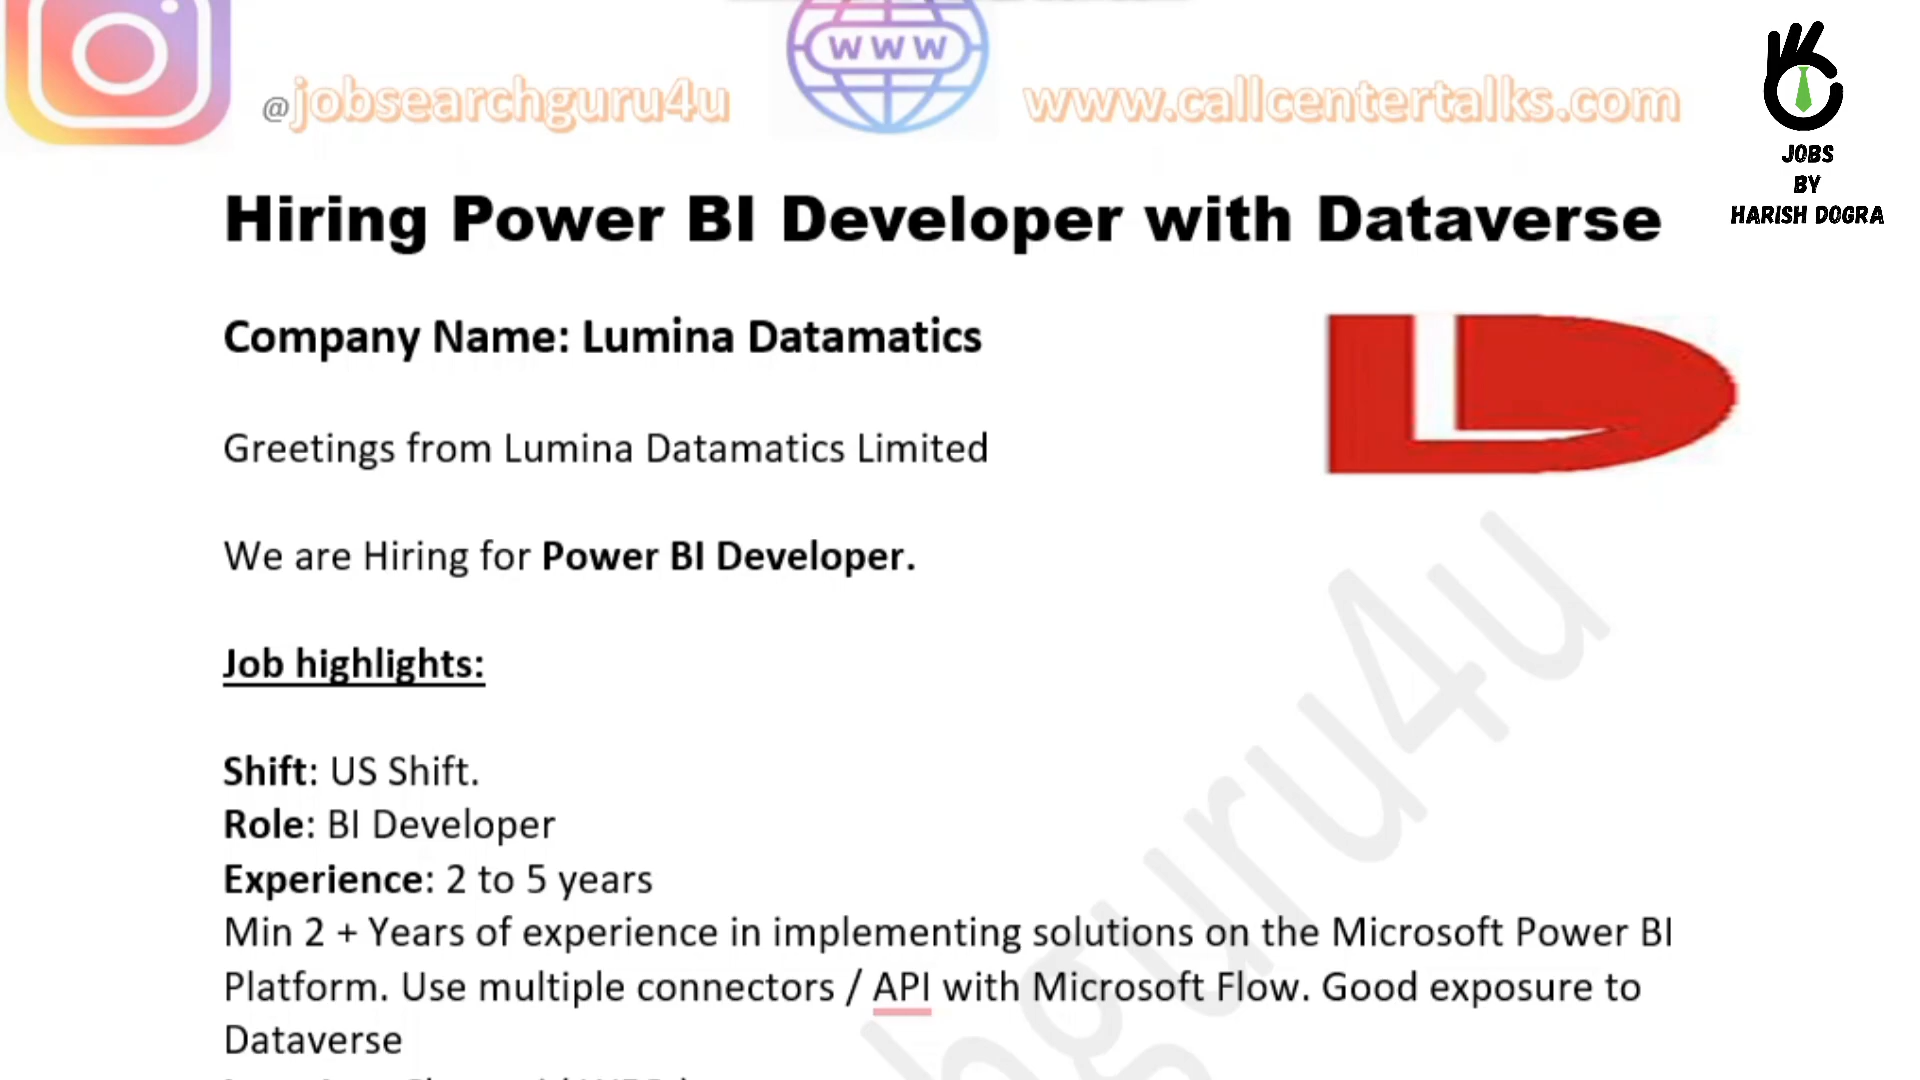 WWW
@jobsearchguru4u
www.callcentertalks.com
JOBS
BY
HARISH DOGRA
Hiring Power BI Developer with Dataverse
Company Name: Lumina Datamatics
Greetings from Lumina Datamatics Limited
We are Hiring for Power BI Developer.
Job highlights:
Shift: US Shift.
Role: BI Developer
Experience: 2 to 5 years
Min 2 + Years of experience in implementing solutions on the Microsoft Power BI
Platform. Use multiple connectors / API with Microsoft Flow. Good exposure to
Dataverse
hguru4u